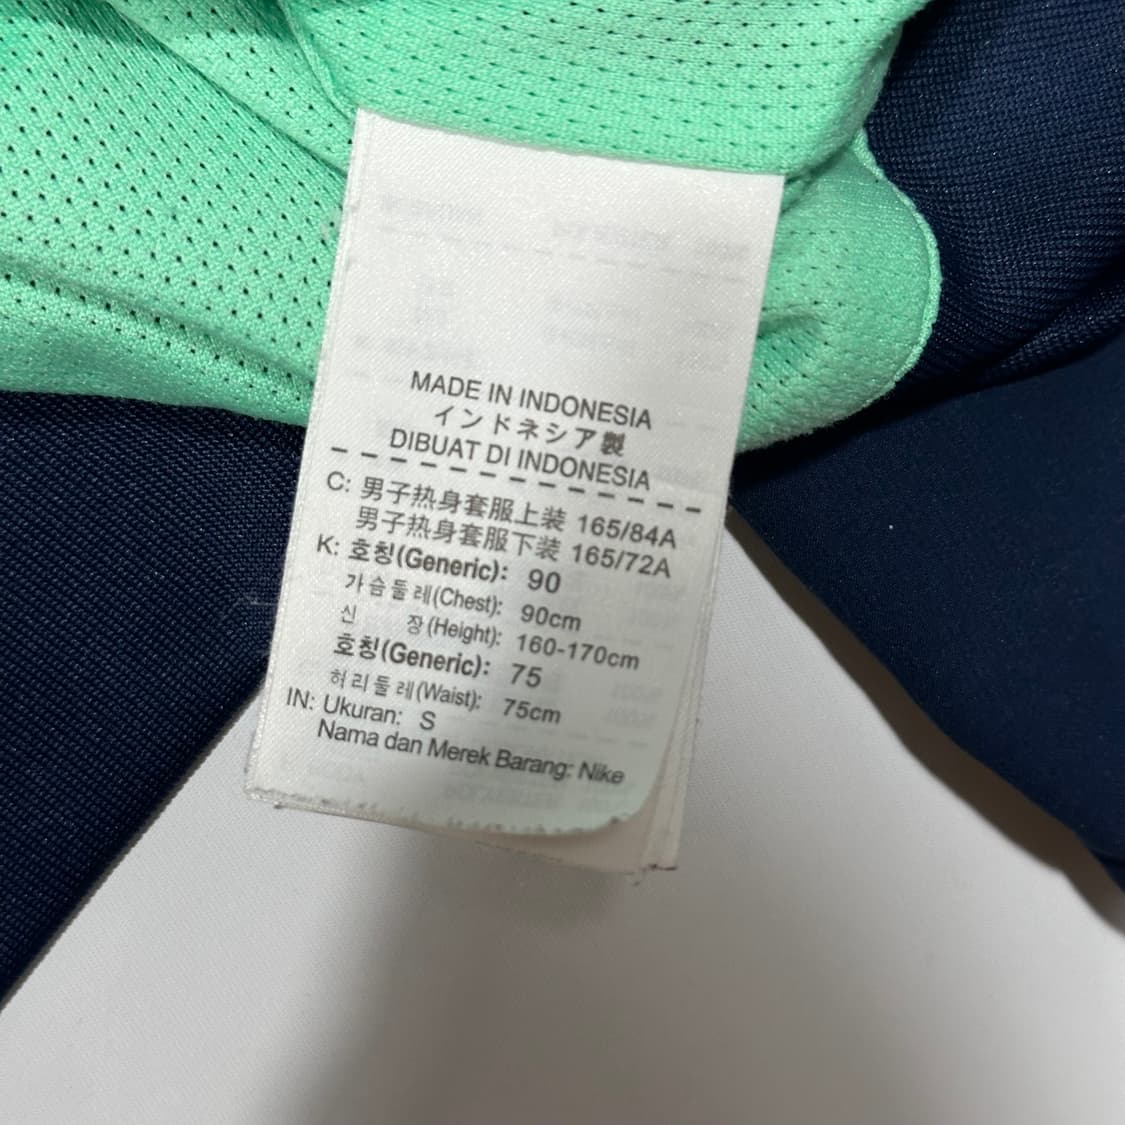 MADE IN INDONESIA
インドネシア製
DIBUAT DI INDONESIA
C: 男子热身套服上装 165/84A
男子热身套服下装 165/72A
K: 호칭(Generic): 90
가슴둘레(Chest): 90cm
신 장(Height): 160-170cm
호칭(Generic): 75
허리둘레(Waist): 75cm
IN: Ukuran: S
Nama dan Merek Barang: Nike